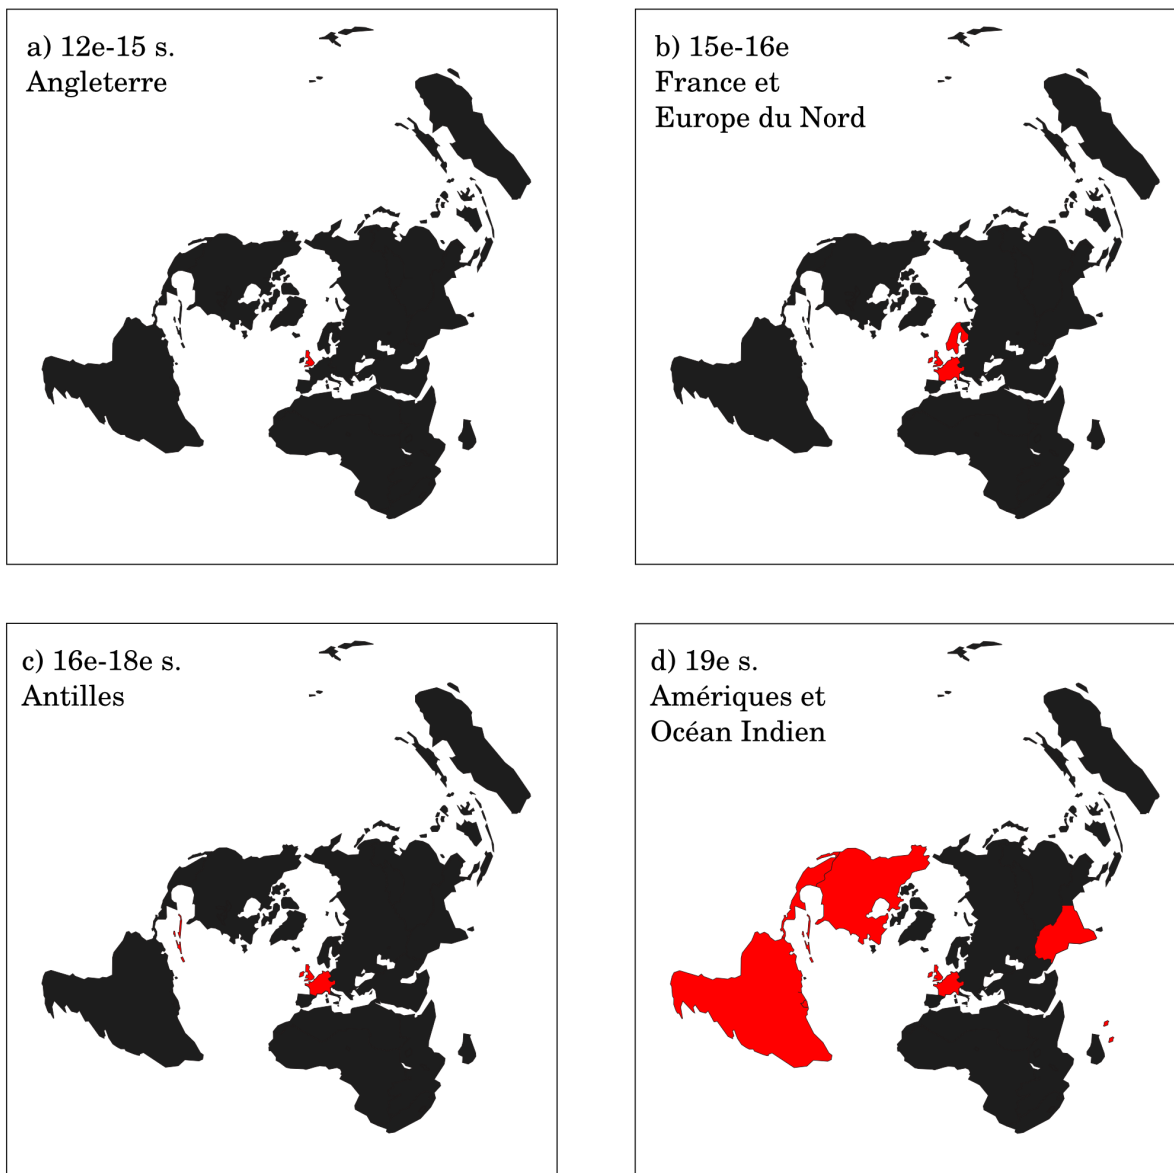 a) 12e-15 s.
Angleterre
b) 15e-16e
France et
Europe du Nord
c) 16e-18e s.
Antilles
d) 19e s.
Amériques et
Océan Indien